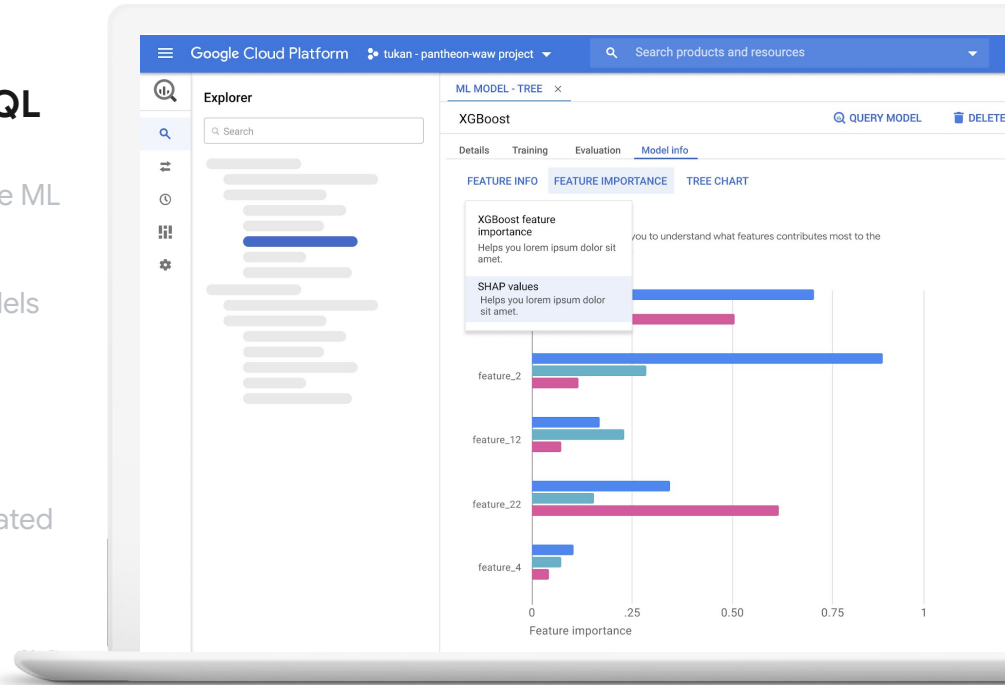 QL
e ML
els
ated
Google Cloud Platform tukan - pantheon-waw project Search products and resources
Explorer
Search
ML MODEL - TREE ×
XGBoost QUERY MODEL DELETE
Details Training Evaluation Model info
FEATURE INFO FEATURE IMPORTANCE TREE CHART
XGBoost feature
importance
Helps you lorem ipsum dolor sit
amet.
you to understand what features contributes most to the
SHAP values
Helps you lorem ipsum dolor
sit amet.
feature_2
feature_12
feature_22
feature_4
0 .25 0.50 0.75 1
Feature importance